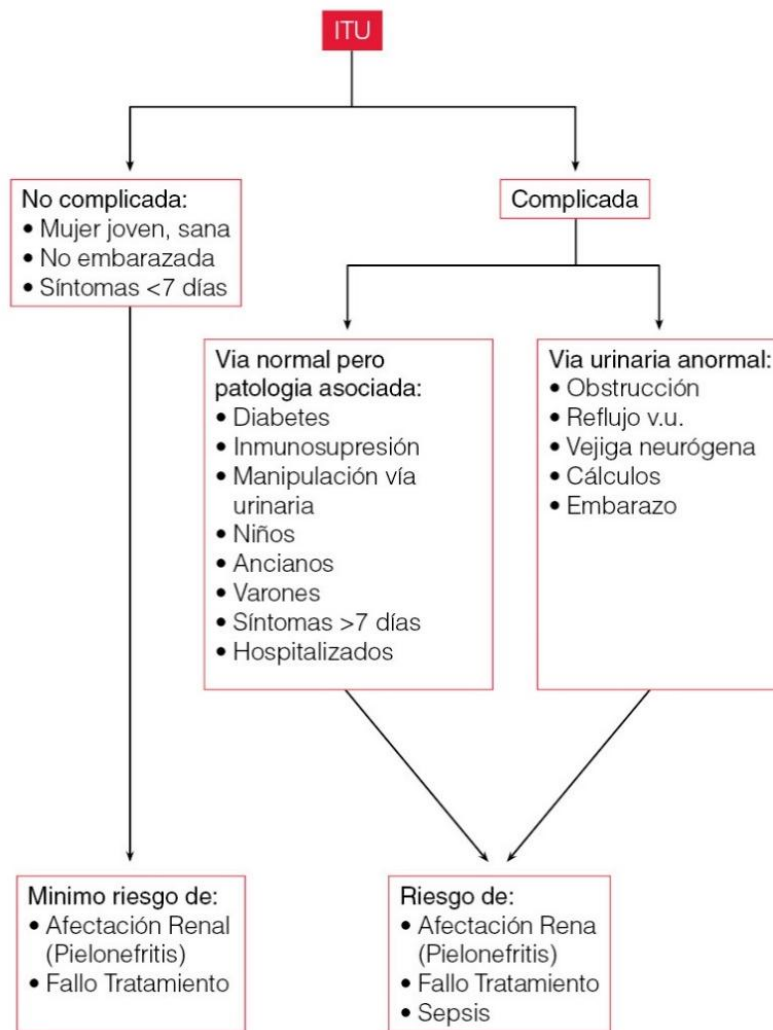 ITU
No complicada:
• Mujer joven, sana
• No embarazada
• Síntomas <7 días
Complicada
Via normal pero
patologia asociada:
• Diabetes
• Inmunosupresión
• Manipulación vía
urinaria
• Niños
• Ancianos
• Varones
• Síntomas >7 días
• Hospitalizados
Via urinaria anormal:
• Obstrucción
• Reflujo v.u.
• Vejiga neurógena
• Cálculos
• Embarazo
Minimo riesgo de:
• Afectación Renal
(Pielonefritis)
• Fallo Tratamiento
Riesgo de:
• Afectación Rena
(Pielonefritis)
• Fallo Tratamiento
• Sepsis